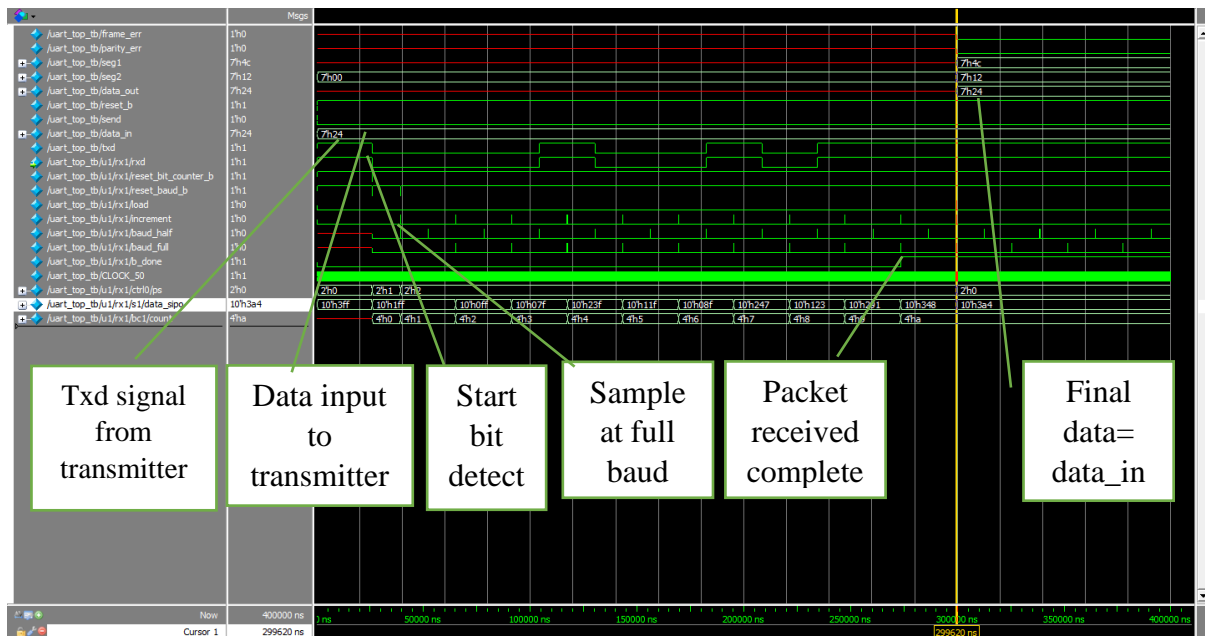 Msgs
/uart_top_tb/frame_err 1'h0
/uart_top_tb/parity_err 1'h0
/uart_top_tb/seg1 7'h4c 7'h4c
/uart_top_tb/seg2 7'h12 7'h00 7'h12
/uart_top_tb/data_out 7'h24 7'h24
/uart_top_tb/reset_b 1'h1
/uart_top_tb/send 1'h0
/uart_top_tb/data_in 7'h24 7'h24
/uart_top_tb/txd 1'h1
/uart_top_tb/u1/rx1/rxd 1'h1
/uart_top_tb/u1/rx1/reset_bit_counter_b 1'h1
/uart_top_tb/u1/rx1/reset_baud_b 1'h1
/uart_top_tb/u1/rx1/load 1'h0
/uart_top_tb/u1/rx1/increment 1'h0
/uart_top_tb/u1/rx1/baud_half 1'h0
/uart_top_tb/u1/rx1/baud_full
/uart_top_tb/u1/rx1/b_done 1'h1
/uart_top_tb/CLOCK_50 1'h1
/uart_top_tb/u1/rx1/ctrl0/ps 2'h0 2'h0 2'h1 2'h2 2'h0
/uart_top_tb/u1/rx1/s1/data_sipo 10'h3a4 10'h3ff 10'h1ff 10'h0ff 10'h07f 10'h23f 10'h11f 10'h08f 10'h247 10'h123 10'h291 10'h348 10'h3a4
/uart_top_tb/u1/rx1/bc1/count 4'ha 4'h0 4'h1 4'h2 4'h3 4'h4 4'h5 4'h6 4'h7 4'h8 4'h9 4'ha
Txd signal
from
transmitter
Data input
to
transmitter
Start
bit
detect
Sample
at full
baud
Packet
received
complete
Final
data=
data_in
Now 400000 ns 50000 ns 100000 ns 150000 ns 200000 ns 250000 ns 300000 ns 350000 ns 400000 ns
Cursor 1 299620 ns 299620 ns